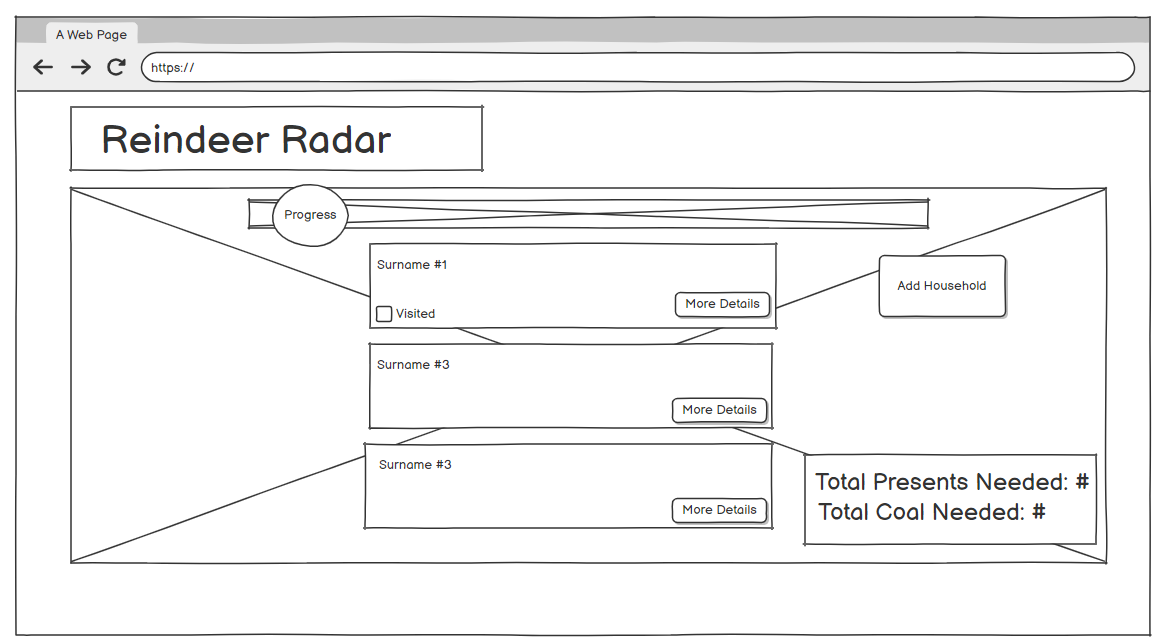 A Web Page
https://
Reindeer Radar
Progress
Surname #1
Visited
More Details
Add Household
Surname #3
More Details
Surname #3
More Details
Total Presents Needed: #
Total Coal Needed: #